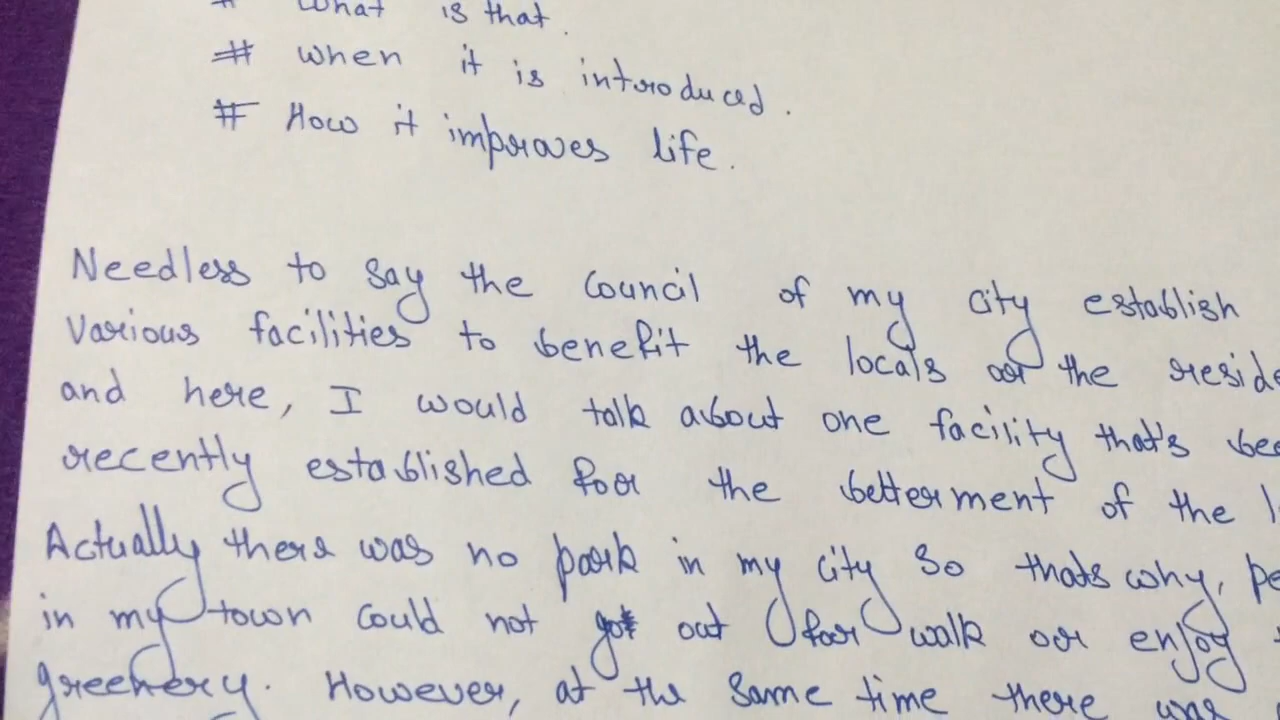 # What is that.
# when it is introduced.
# How it improves life.
Needless to say the Council of my city establish
Various facilities to benefit the locals or the reside
and here, I would talk about one facility that's bee
recently established for the betterment of the l
Actually there was no park in my city So thats why, pe
in my town could not got out for walk or enjoy
greenery. However, at the same time there was